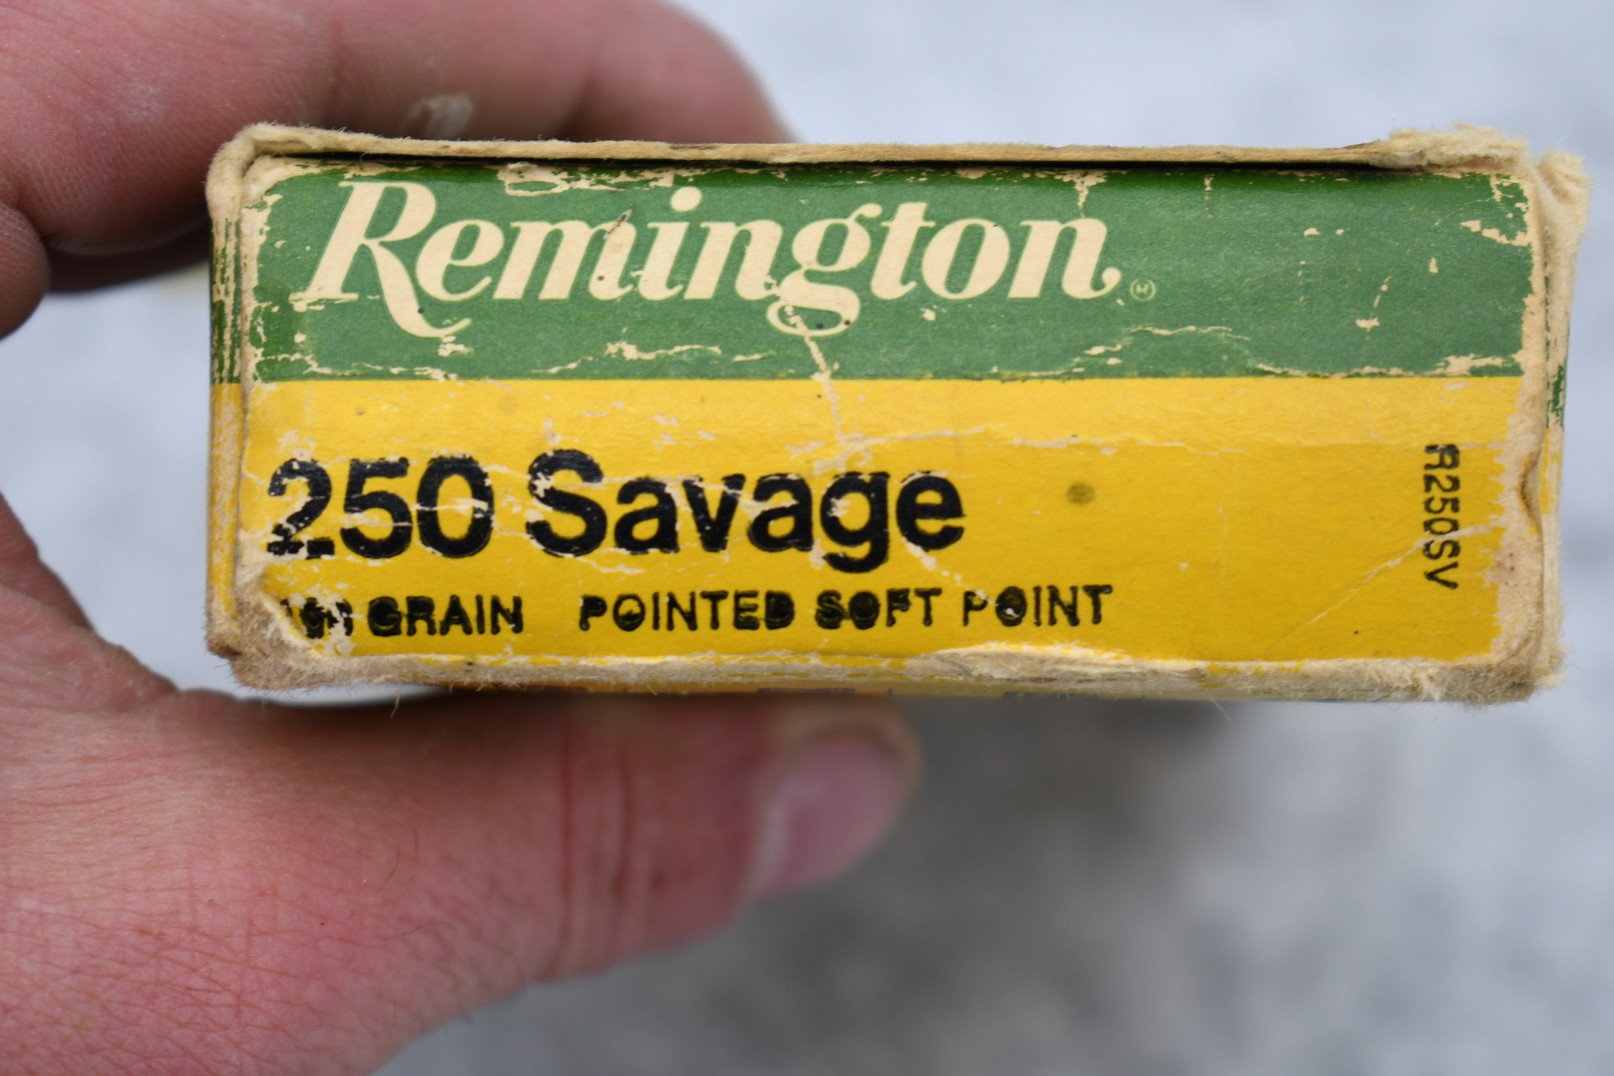 Remington®
250 Savage
GRAIN POINTED SOFT POINT
R250SV